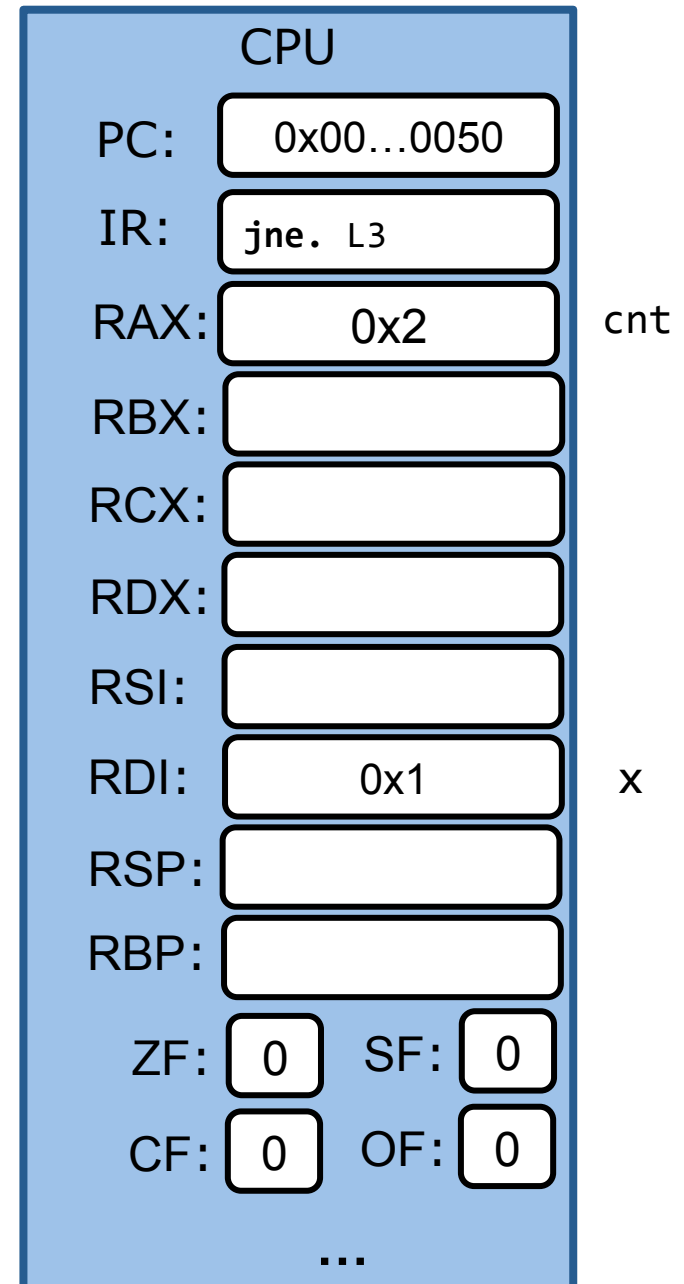 CPU
PC: 0x00...0050
IR: jne. L3
RAX: 0x2 cnt
RBX:
RCX:
RDX:
RSI:
RDI: 0x1 x
RSP:
RBP:
ZF: 0 SF: 0
CF: 0 OF: 0
...